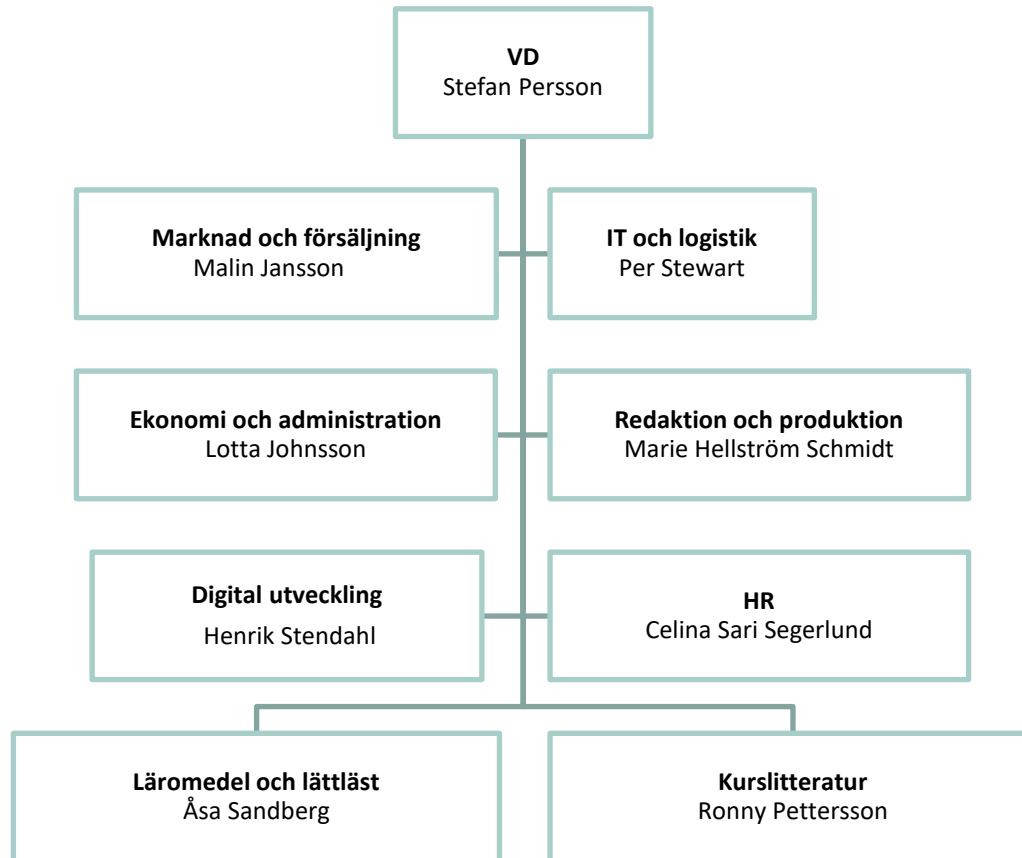 VD
Stefan Persson
Marknad och försäljning
Malin Jansson
IT och logistik
Per Stewart
Ekonomi och administration
Lotta Johnsson
Redaktion och produktion
Marie Hellström Schmidt
Digital utveckling
Henrik Stendahl
HR
Celina Sari Segerlund
Läromedel och lättläst
Åsa Sandberg
Kurslitteratur
Ronny Pettersson